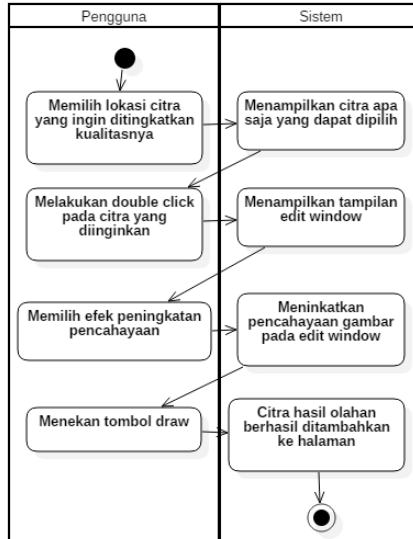 Pengguna
Sistem
Memilih lokasi citra
yang ingin ditingkatkan
kualitasnya
Menampilkan citra apa
saja yang dapat dipilih
Melakukan double click
pada citra yang
diinginkan
Menampilkan tampilan
edit window
Memilih efek peningkatan
pencahayaan
Meninkatkan
pencahayaan gambar
pada edit window
Menekan tombol draw
Citra hasil olahan
berhasil ditambahkan
ke halaman